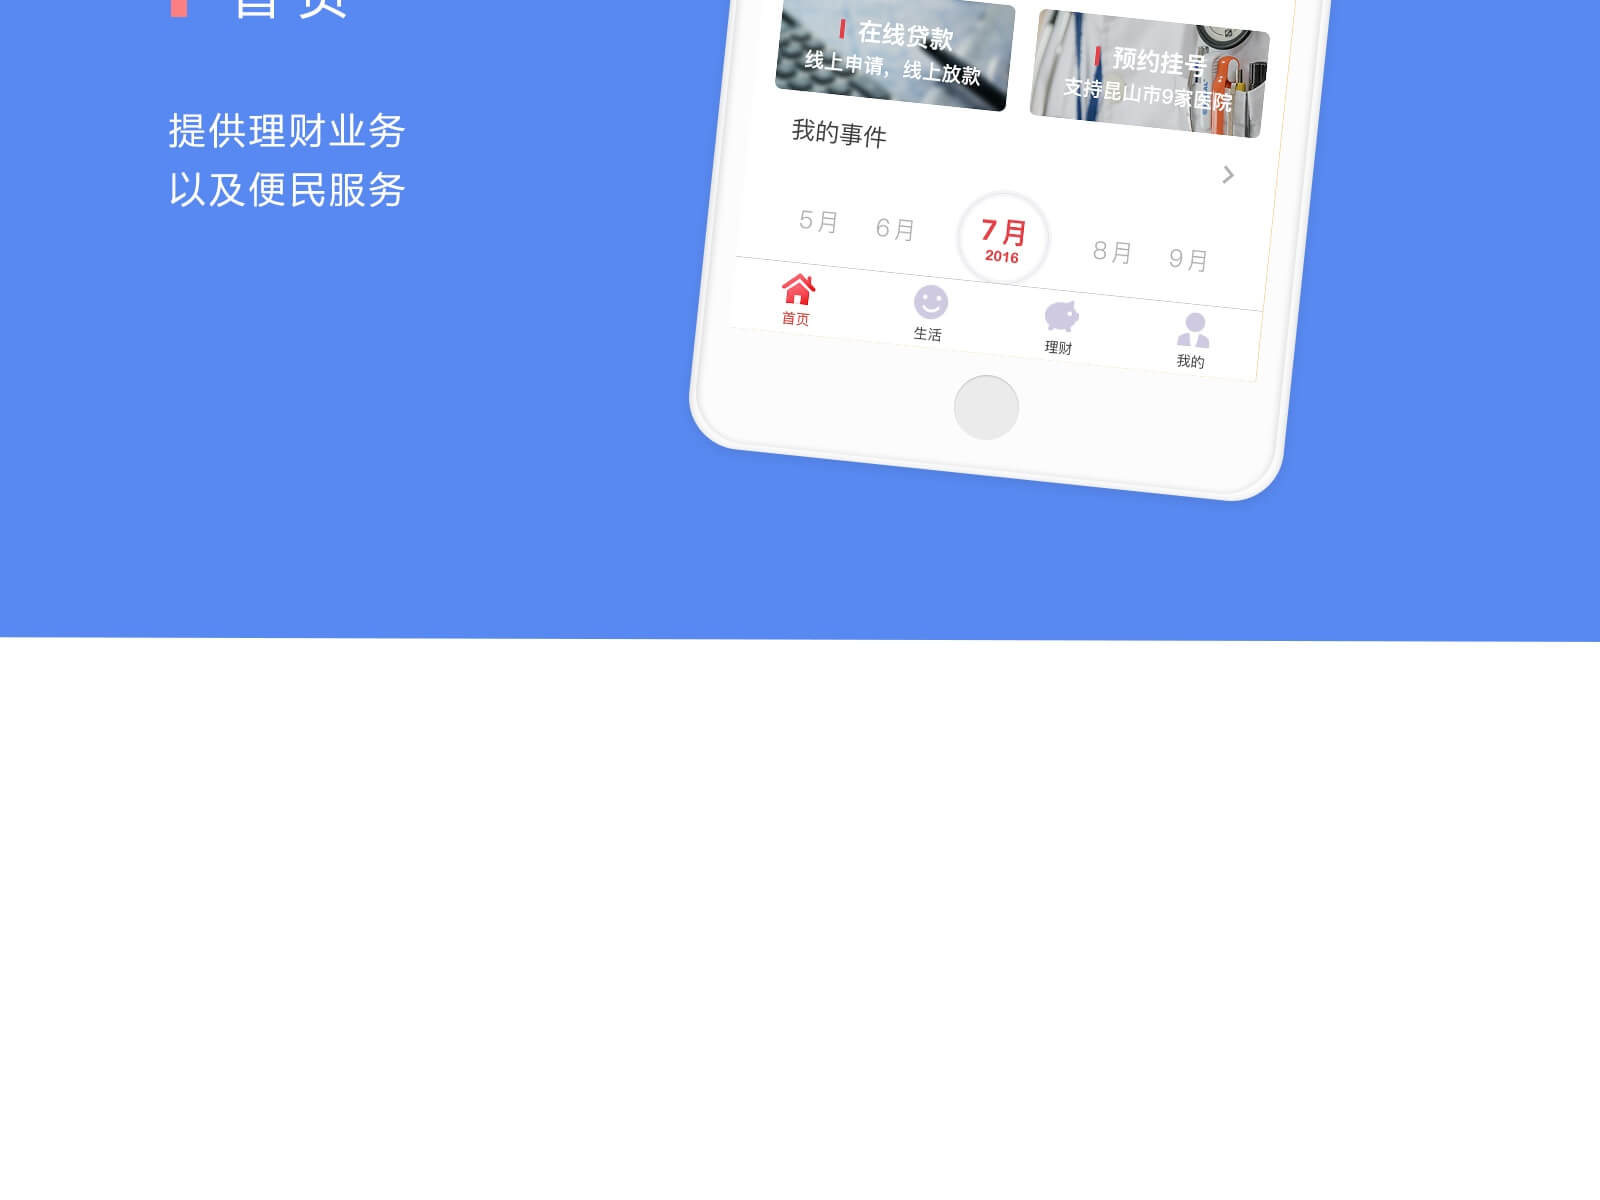 首页
提供理财业务
以及便民服务
在线贷款
线上申请，线上放款
预约挂号
支持昆山市9家医院
我的事件
5月
6月
7月
2016
8月
9月
首页
生活
理财
我的